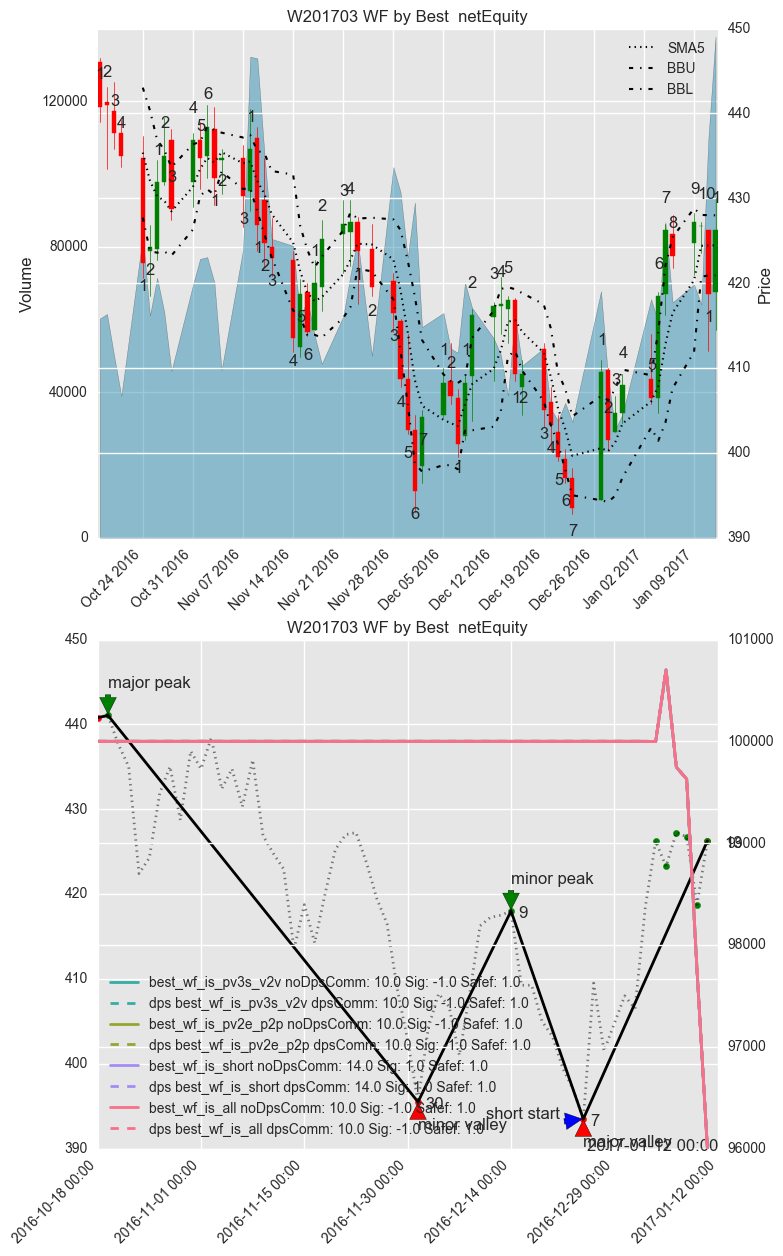 W201703 WF by Best netEquity
SMA5
BBU
BBL
120000
80000
40000
0
Volume
450
440
430
420
410
400
390
Price
Oct 24 2016
Oct 31 2016
Nov 07 2016
Nov 14 2016
Nov 21 2016
Nov 28 2016
Dec 05 2016
Dec 12 2016
Dec 19 2016
Dec 26 2016
Jan 02 2017
Jan 09 2017
W201703 WF by Best netEquity
450
440
430
420
410
400
390
101000
100000
99000
98000
97000
96000
major peak
minor peak
9
30
minor valley
short start
7
major valley
2017-01-12 00:00
best_wf_is_pv3s_v2v noDpsComm: 10.0 Sig: -1.0 Safef: 1.0
dps best_wf_is_pv3s_v2v dpsComm: 10.0 Sig: -1.0 Safef: 1.0
best_wf_is_pv2e_p2p noDpsComm: 10.0 Sig: -1.0 Safef: 1.0
dps best_wf_is_pv2e_p2p dpsComm: 10.0 Sig: -1.0 Safef: 1.0
best_wf_is_short noDpsComm: 14.0 Sig: 1.0 Safef: 1.0
dps best_wf_is_short dpsComm: 14.0 Sig: 1.0 Safef: 1.0
best_wf_is_all noDpsComm: 10.0 Sig: -1.0 Safef: 1.0
dps best_wf_is_all dpsComm: 10.0 Sig: -1.0 Safef: 1.0
2016-10-18 00:00
2016-11-01 00:00
2016-11-15 00:00
2016-11-30 00:00
2016-12-14 00:00
2016-12-29 00:00
2017-01-12 00:00